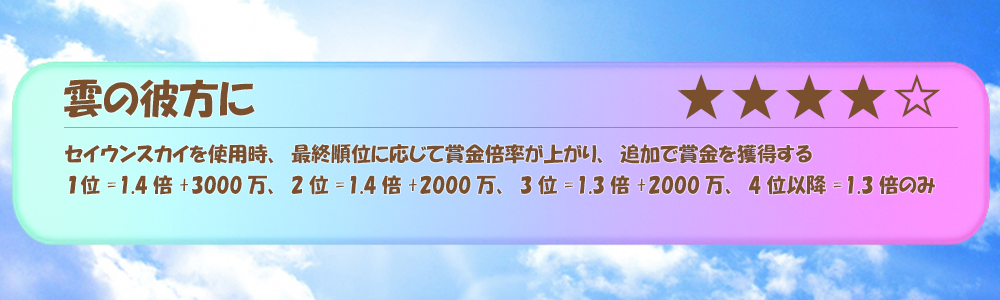 雲の彼方に ★★★★☆
セイウンスカイを使用時、最終順位に応じて賞金倍率が上がり、追加で賞金を獲得する
1位=1.4倍+3000万、2位=1.4倍+2000万、3位=1.3倍+2000万、4位以降=1.3倍のみ